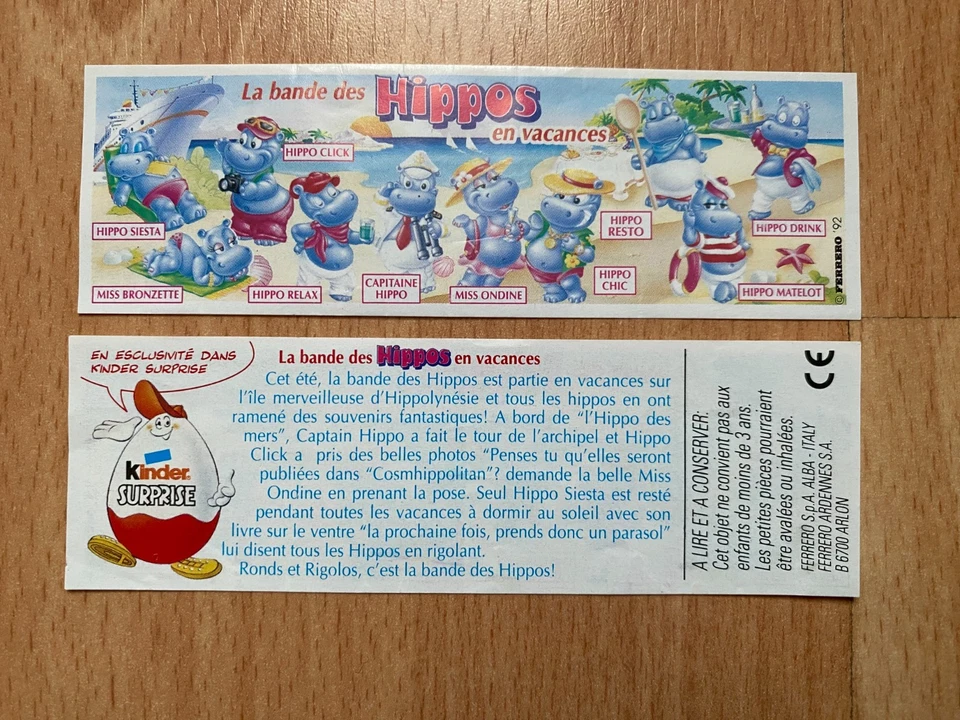 La bande des Hippos
en vacances
HIPPO CLICK
HIPPO SIESTA
HIPPO RESTO
HIPPO DRINK
MISS BRONZETTE
HIPPO RELAX
CAPITAINE HIPPO
MISS ONDINE
HIPPO CHIC
HIPPO MATELOT
© FERRERO '92
EN ESCLUSIVITÉ DANS
KINDER SURPRISE
Kinder
SURPRISE
La bande des Hippos en vacances
Cet été, la bande des Hippos est partie en vacances sur
l'île merveilleuse d'Hippolynésie et tous les hippos en ont
ramené des souvenirs fantastiques! A bord de "l'Hippo des
mers", Captain Hippo a fait le tour de l'archipel et Hippo
Click a pris des belles photos "Penses tu qu'elles seront
publiées dans "Cosmhippolitan"? demande la belle Miss
Ondine en prenant la pose. Seul Hippo Siesta est resté
pendant toutes les vacances à dormir au soleil avec son
livre sur le ventre "la prochaine fois, prends donc un parasol"
lui disent tous les Hippos en rigolant.
Ronds et Rigolos, c'est la bande des Hippos!
A LIRE ET A CONSERVER:
Cet objet ne convient pas aux
enfants de moins de 3 ans.
Les petites pièces pourraient
être avalées ou inhalées.
FERRERO S.p.A. ALBA - ITALY
FERRERO ARDENNES S.A.
B 6700 ARLON
CE